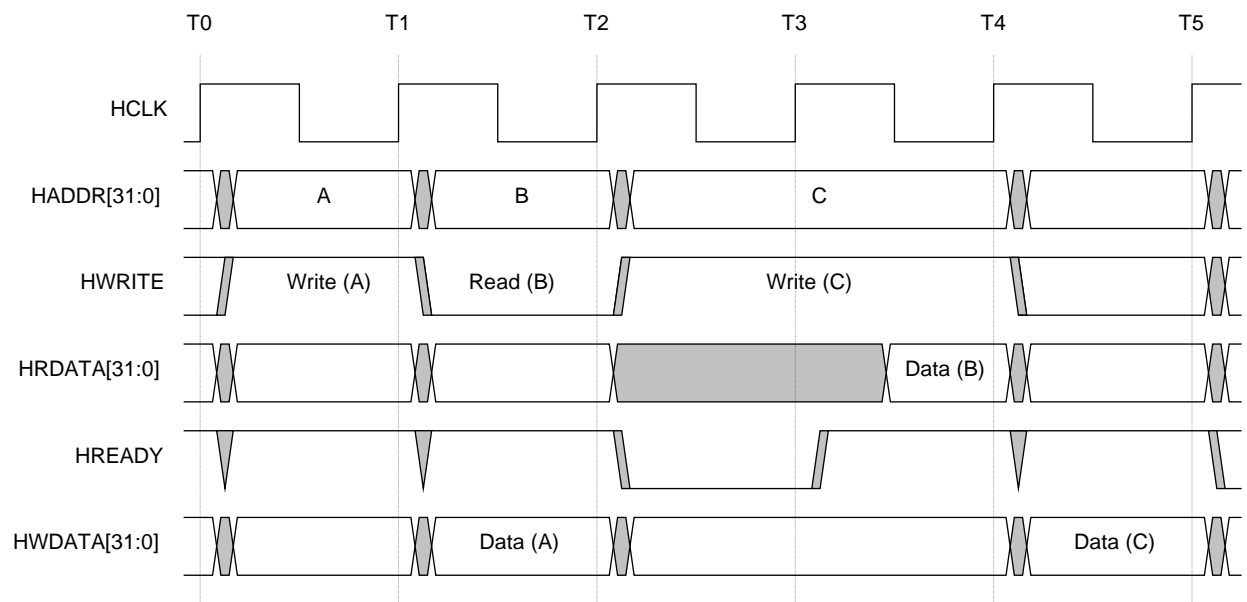 T0 T1 T2 T3 T4 T5
HCLK
HADDR[31:0] A B C
HWRITE Write (A) Read (B) Write (C)
HRDATA[31:0] Data (B)
HREADY
HWDATA[31:0] Data (A) Data (C)